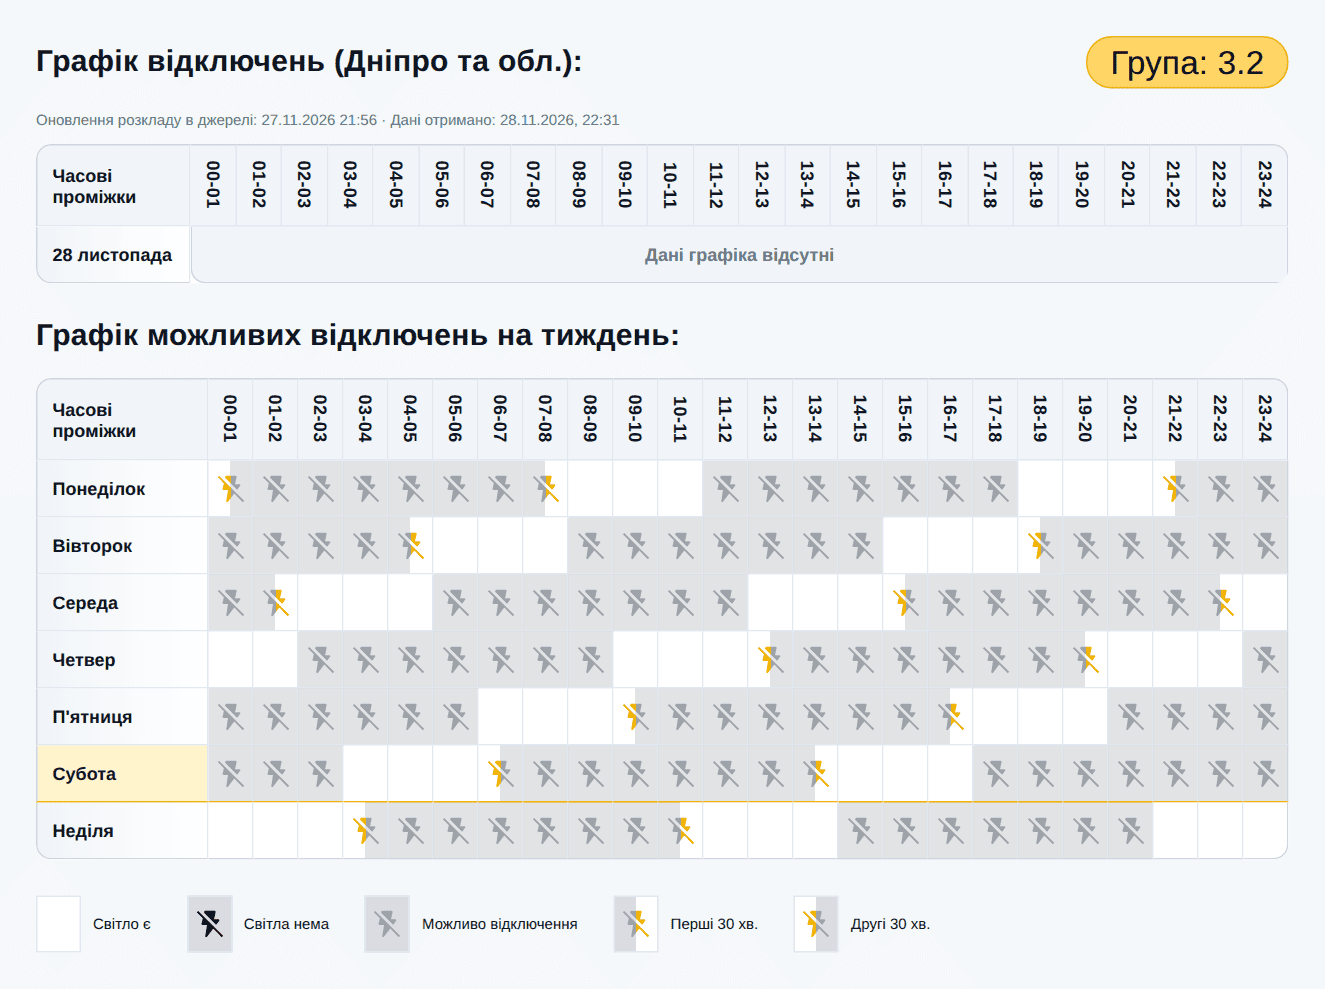 Графік відключень (Дніпро та обл.):
Група: 3.2
Оновлення розкладу в джерелі: 27.11.2026 21:56 · Дані отримано: 28.11.2026, 22:31
Часові проміжки 00-01 01-02 02-03 03-04 04-05 05-06 06-07 07-08 08-09 09-10 10-11 11-12 12-13 13-14 14-15 15-16 16-17 17-18 18-19 19-20 20-21 21-22 22-23 23-24
28 листопада Дані графіка відсутні
Графік можливих відключень на тиждень:
Часові проміжки 00-01 01-02 02-03 03-04 04-05 05-06 06-07 07-08 08-09 09-10 10-11 11-12 12-13 13-14 14-15 15-16 16-17 17-18 18-19 19-20 20-21 21-22 22-23 23-24
Понеділок
Вівторок
Середа
Четвер
П'ятниця
Субота
Неділя
Світло є Світла нема Можливо відключення Перші 30 хв. Другі 30 хв.